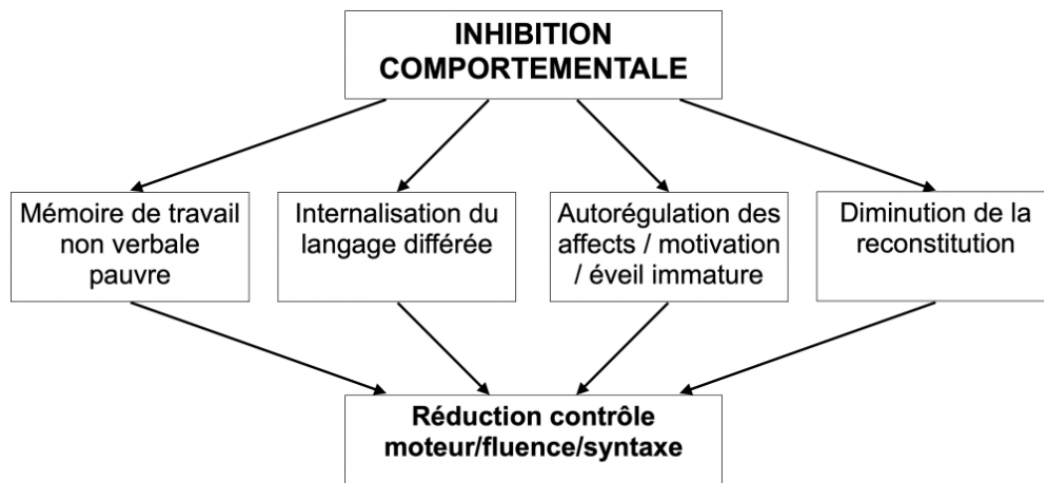 INHIBITION
COMPORTEMENTALE
Mémoire de travail
non verbale
pauvre
Internalisation du
langage différée
Autorégulation des
affects / motivation
/ éveil immature
Diminution de la
reconstitution
Réduction contrôle
moteur/fluence/syntaxe